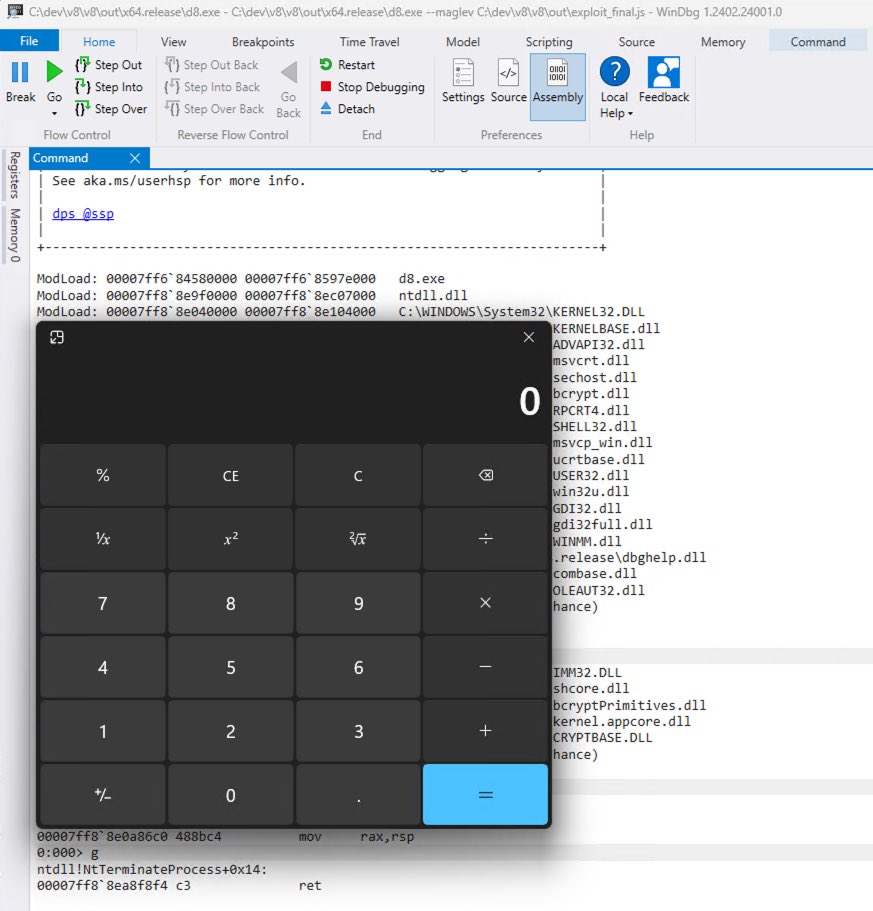 C:\dev\v8\v8\out\x64.release\d8.exe - C:\dev\v8\v8\out\x64.release\d8.exe --maglev C:\dev\v8\v8\out\exploit_final.js - WinDbg 1.2402.24001.0
File Home View Breakpoints Time Travel Model Scripting Source Memory Command
Break
Go
Step Out
Step Into
Step Over
Flow Control
Step Out Back
Step Into Back
Step Over Back
Go
Back
Reverse Flow Control
Restart
Stop Debugging
Detach
End
Settings
Source
Assembly
Preferences
Local
Help
Feedback
Help
Registers
Memory 0
Command
| See aka.ms/userhsp for more info. |
| |
| dps @ssp |
| |
+--------------------------------------------------------------------+
ModLoad: 00007ff6`84580000 00007ff6`8597e000 d8.exe
ModLoad: 00007ff8`8e9f0000 00007ff8`8ec07000 ntdll.dll
ModLoad: 00007ff8`8e040000 00007ff8`8e104000 C:\WINDOWS\System32\KERNEL32.DLL
KERNELBASE.dll
ADVAPI32.dll
msvcrt.dll
sechost.dll
bcrypt.dll
RPCRT4.dll
SHELL32.dll
msvcp_win.dll
ucrtbase.dll
USER32.dll
win32u.dll
GDI32.dll
gdi32full.dll
WINMM.dll
.release\dbghelp.dll
combase.dll
OLEAUT32.dll
hance)
IMM32.DLL
shcore.dll
bcryptPrimitives.dll
kernel.appcore.dll
CRYPTBASE.DLL
hance)
0
% CE C
¹/x x² ²√x ÷
7 8 9 ×
4 5 6 −
1 2 3 +
+/− 0 . =
00007ff8`8e0a86c0 488bc4 mov rax,rsp
0:000> g
ntdll!NtTerminateProcess+0x14:
00007ff8`8ea8f8f4 c3 ret